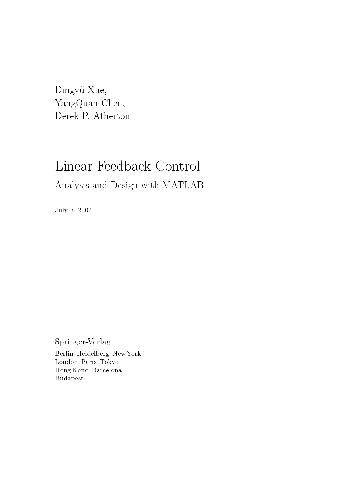 Dingyü Xue,
YangQuan Chen,
Derek P. Atherton
Linear Feedback Control
Analysis and Design with MATLAB
Springer-Verlag
Berlin Heidelberg New York
London Paris Tokyo
Hong Kong Barcelona
Budapest